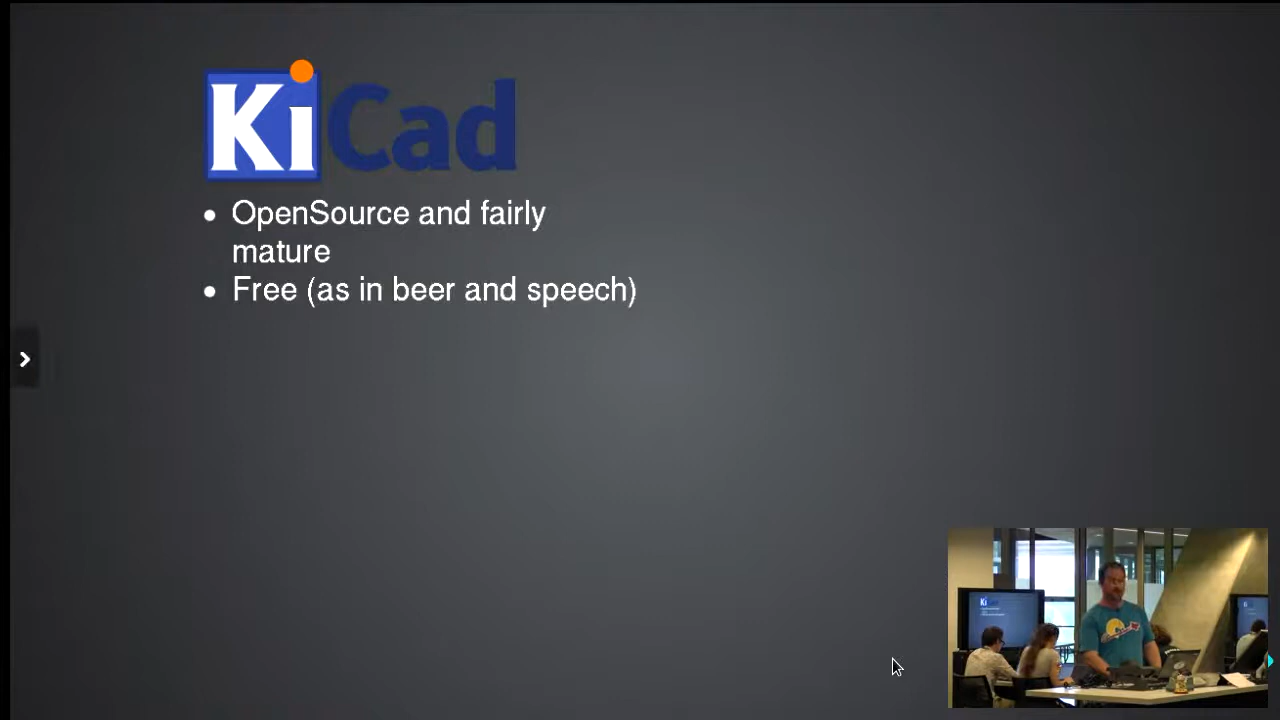 KiCad
• OpenSource and fairly
mature
• Free (as in beer and speech)